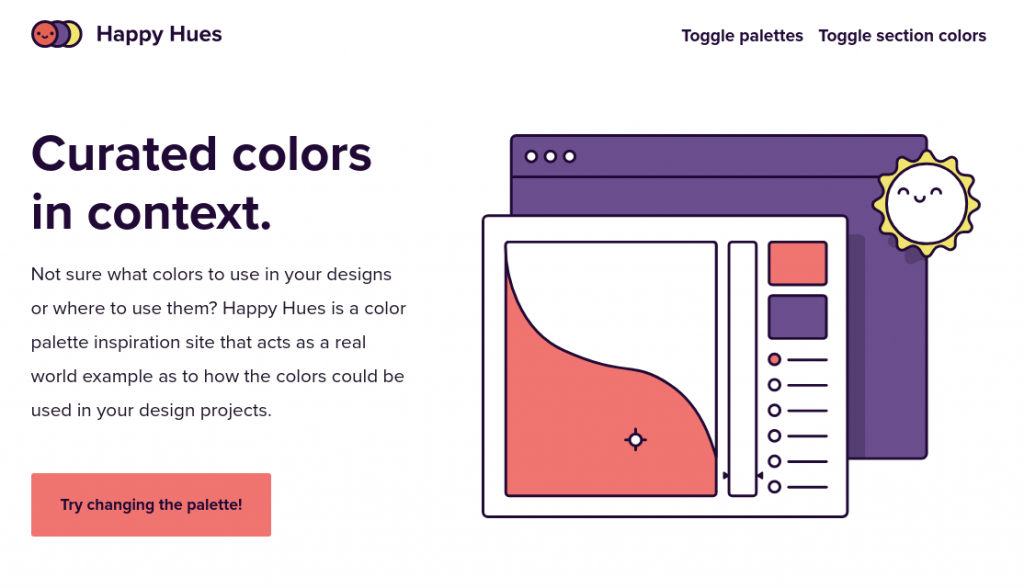 Happy Hues
Toggle palettes Toggle section colors
Curated colors
in context.
Not sure what colors to use in your designs
or where to use them? Happy Hues is a color
palette inspiration site that acts as a real
world example as to how the colors could be
used in your design projects.
Try changing the palette!